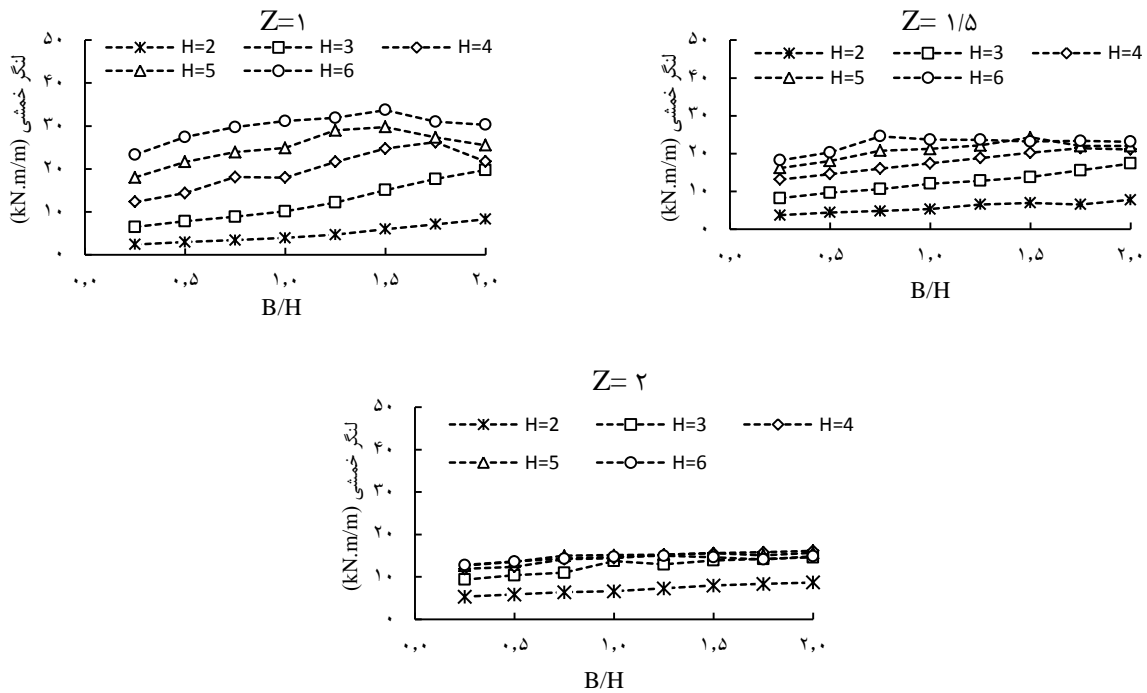 Z=۱
۵۰
۴۰
۳۰
۲۰
۱۰
۰
لنگر خمشی (kN.m/m)
H=2 H=3 H=4
H=5 H=6
۰,۰ ۰,۵ ۱,۰ ۱,۵ ۲,۰
B/H
Z= ۱/۵
۵۰
۴۰
۳۰
۲۰
۱۰
۰
لنگر خمشی (kN.m/m)
H=2 H=3 H=4
H=5 H=6
۰,۰ ۰,۵ ۱,۰ ۱,۵ ۲,۰
B/H
Z= ۲
۵۰
۴۰
۳۰
۲۰
۱۰
۰
لنگر خمشی (kN.m/m)
H=2 H=3 H=4
H=5 H=6
۰,۰ ۰,۵ ۱,۰ ۱,۵ ۲,۰
B/H